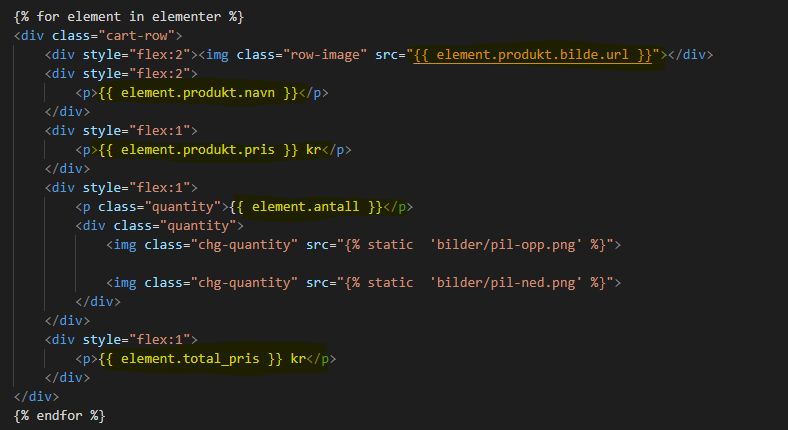 {% for element in elementer %}
<div class="cart-row">
    <div style="flex:2"><img class="row-image" src="{{ element.produkt.bilde.url }}"></div>
    <div style="flex:2">
        <p>{{ element.produkt.navn }}</p>
    </div>
    <div style="flex:1">
        <p>{{ element.produkt.pris }} kr</p>
    </div>
    <div style="flex:1">
        <p class="quantity">{{ element.antall }}</p>
        <div class="quantity">
            <img class="chg-quantity" src="{% static  'bilder/pil-opp.png' %}">
            <img class="chg-quantity" src="{% static  'bilder/pil-ned.png' %}">
        </div>
    </div>
    <div style="flex:1">
        <p>{{ element.total_pris }} kr</p>
    </div>
</div>
{% endfor %}